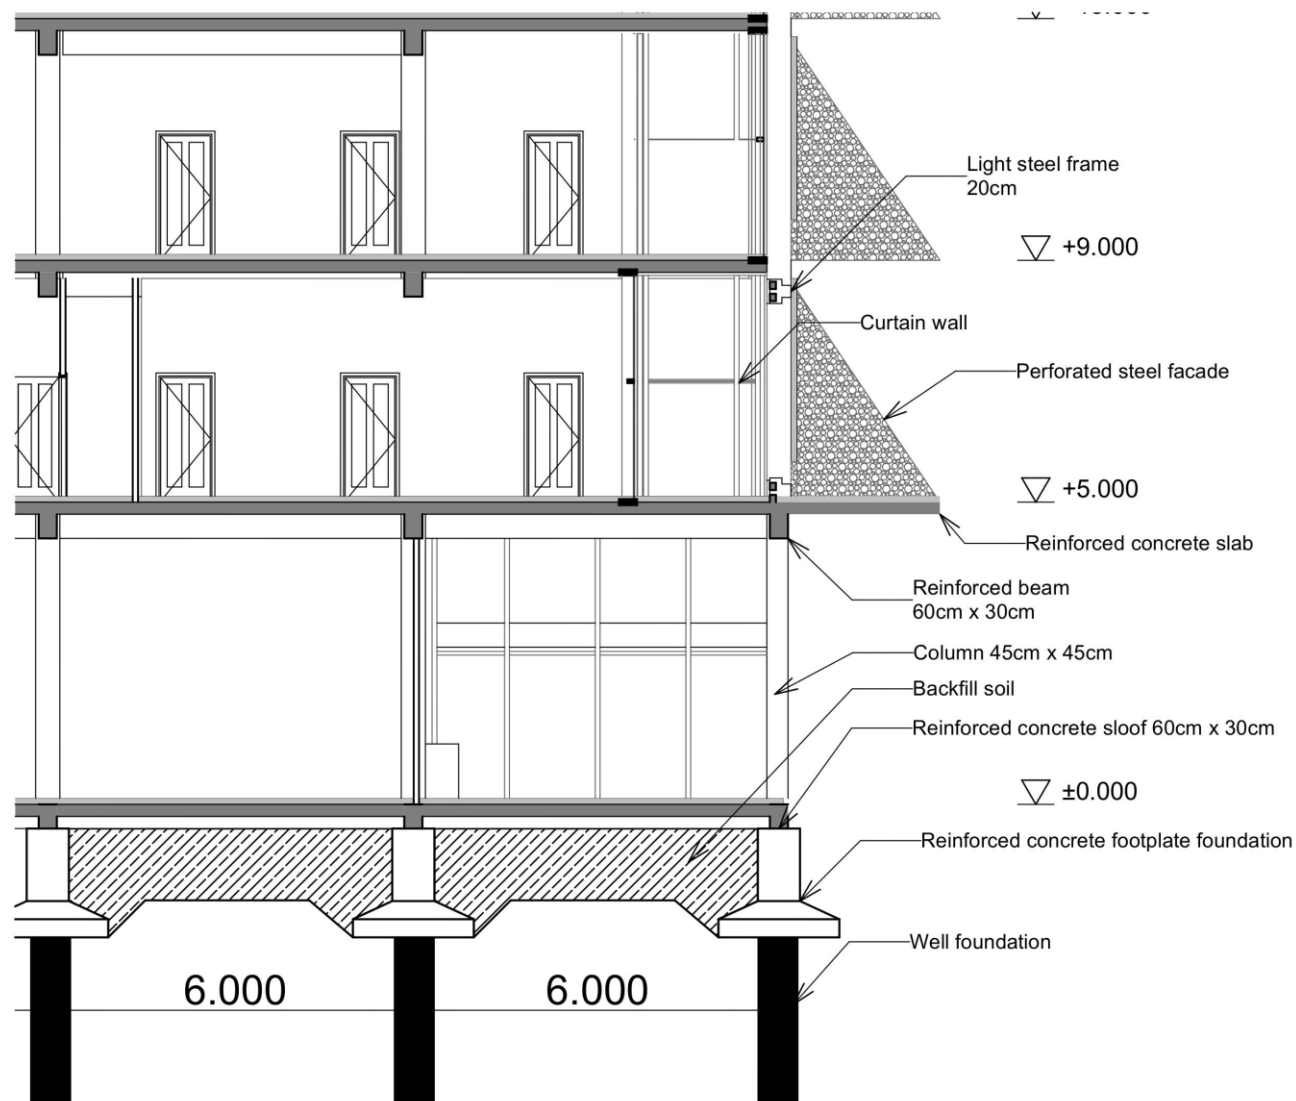 Light steel frame
20cm
+9.000
Curtain wall
Perforated steel facade
+5.000
Reinforced concrete slab
Reinforced beam
60cm x 30cm
Column 45cm x 45cm
Backfill soil
Reinforced concrete sloof 60cm x 30cm
±0.000
Reinforced concrete footplate foundation
Well foundation
6.000
6.000